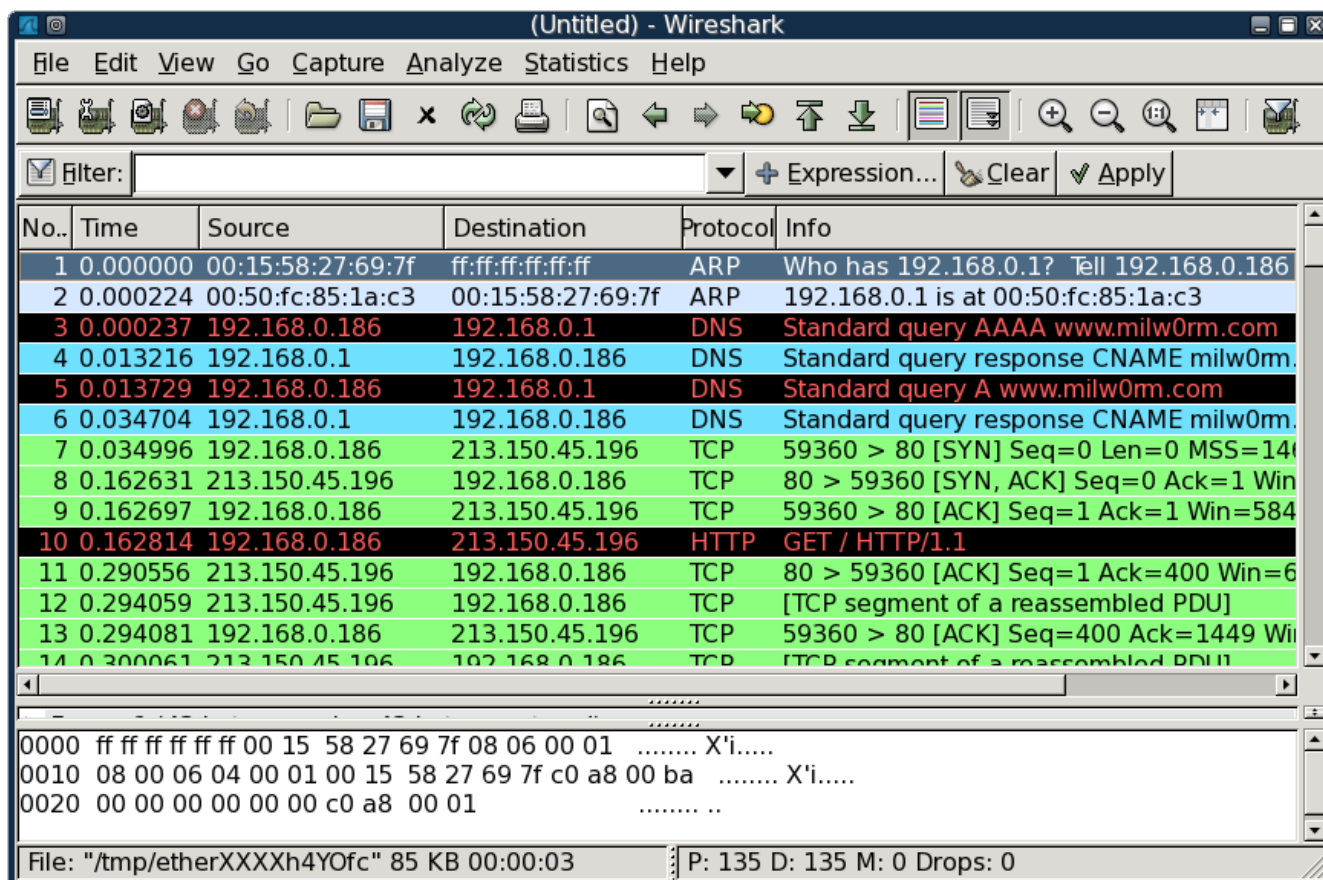 (Untitled) - Wireshark
File Edit View Go Capture Analyze Statistics Help
Filter: Expression... Clear Apply
No.. Time Source Destination Protocol Info
1 0.000000 00:15:58:27:69:7f ff:ff:ff:ff:ff:ff ARP Who has 192.168.0.1? Tell 192.168.0.186
2 0.000224 00:50:fc:85:1a:c3 00:15:58:27:69:7f ARP 192.168.0.1 is at 00:50:fc:85:1a:c3
3 0.000237 192.168.0.186 192.168.0.1 DNS Standard query AAAA www.milw0rm.com
4 0.013216 192.168.0.1 192.168.0.186 DNS Standard query response CNAME milw0rm.
5 0.013729 192.168.0.186 192.168.0.1 DNS Standard query A www.milw0rm.com
6 0.034704 192.168.0.1 192.168.0.186 DNS Standard query response CNAME milw0rm.
7 0.034996 192.168.0.186 213.150.45.196 TCP 59360 > 80 [SYN] Seq=0 Len=0 MSS=146
8 0.162631 213.150.45.196 192.168.0.186 TCP 80 > 59360 [SYN, ACK] Seq=0 Ack=1 Win
9 0.162697 192.168.0.186 213.150.45.196 TCP 59360 > 80 [ACK] Seq=1 Ack=1 Win=584
10 0.162814 192.168.0.186 213.150.45.196 HTTP GET / HTTP/1.1
11 0.290556 213.150.45.196 192.168.0.186 TCP 80 > 59360 [ACK] Seq=1 Ack=400 Win=6
12 0.294059 213.150.45.196 192.168.0.186 TCP [TCP segment of a reassembled PDU]
13 0.294081 192.168.0.186 213.150.45.196 TCP 59360 > 80 [ACK] Seq=400 Ack=1449 Wi
14 0.300061 213.150.45.196 192.168.0.186 TCP [TCP segment of a reassembled PDU]
0000 ff ff ff ff ff ff 00 15 58 27 69 7f 08 06 00 01 ........ X'i.....
0010 08 00 06 04 00 01 00 15 58 27 69 7f c0 a8 00 ba ........ X'i.....
0020 00 00 00 00 00 00 c0 a8 00 01 ........ ..
File: "/tmp/etherXXXXh4YOfc" 85 KB 00:00:03 P: 135 D: 135 M: 0 Drops: 0